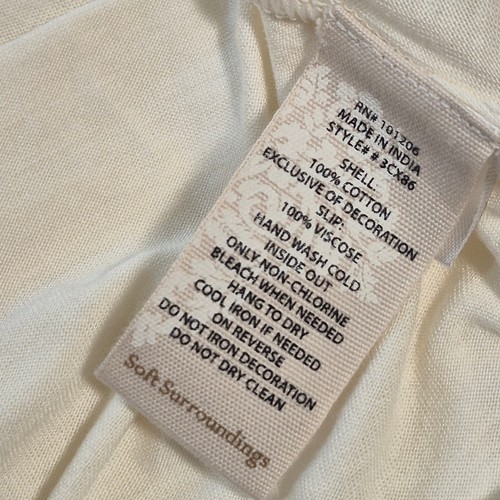 RN# 101206
MADE IN INDIA
STYLE# # 3CX86
SHELL:
100% COTTON
EXCLUSIVE OF DECORATION
SLIP:
100% VISCOSE
HAND WASH COLD
INSIDE OUT
ONLY NON-CHLORINE
BLEACH WHEN NEEDED
HANG TO DRY
COOL IRON IF NEEDED
ON REVERSE
DO NOT IRON DECORATION
DO NOT DRY CLEAN
Soft Surroundings